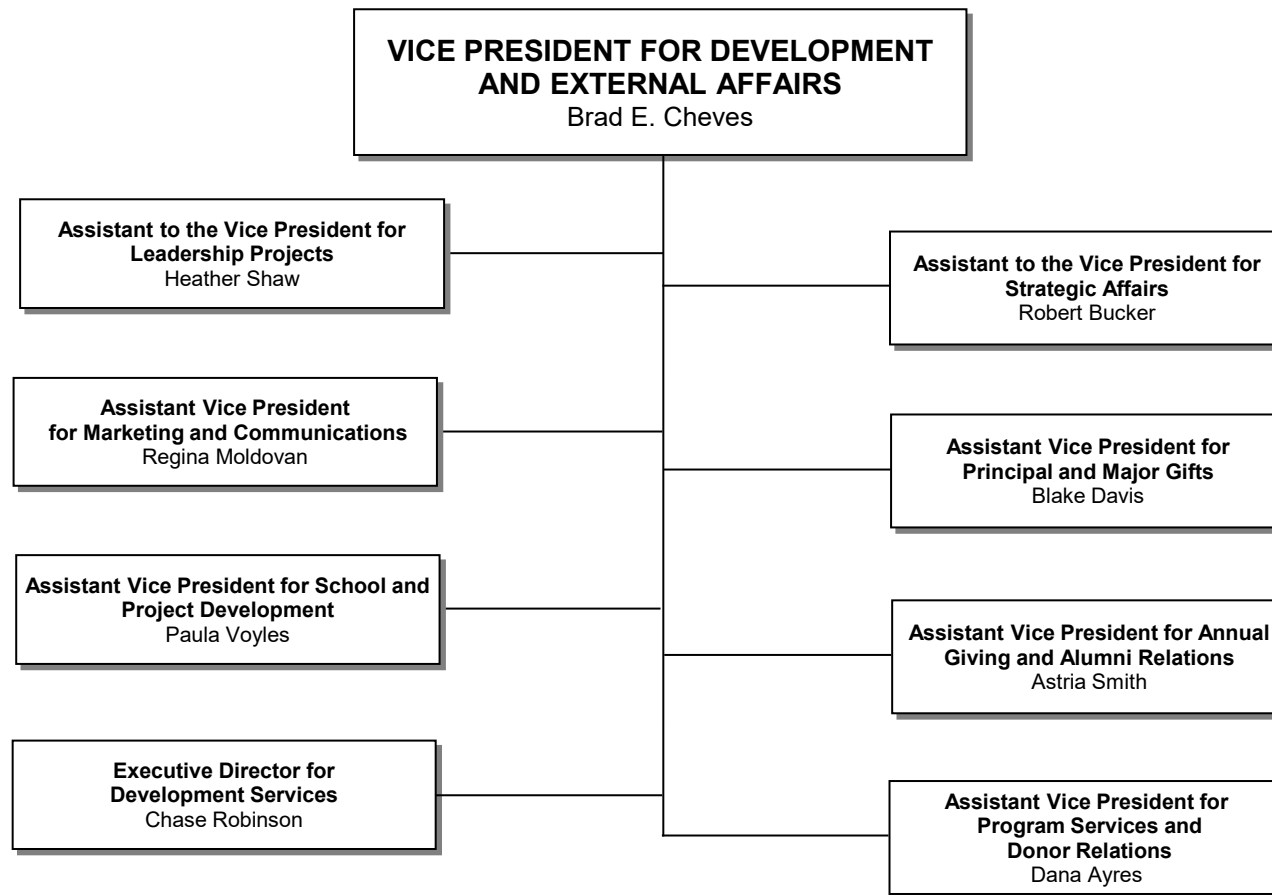 VICE PRESIDENT FOR DEVELOPMENT
AND EXTERNAL AFFAIRS
Brad E. Cheves
Assistant to the Vice President for
Leadership Projects
Heather Shaw
Assistant to the Vice President for
Strategic Affairs
Robert Bucker
Assistant Vice President
for Marketing and Communications
Regina Moldovan
Assistant Vice President for
Principal and Major Gifts
Blake Davis
Assistant Vice President for School and
Project Development
Paula Voyles
Assistant Vice President for Annual
Giving and Alumni Relations
Astria Smith
Executive Director for
Development Services
Chase Robinson
Assistant Vice President for
Program Services and
Donor Relations
Dana Ayres